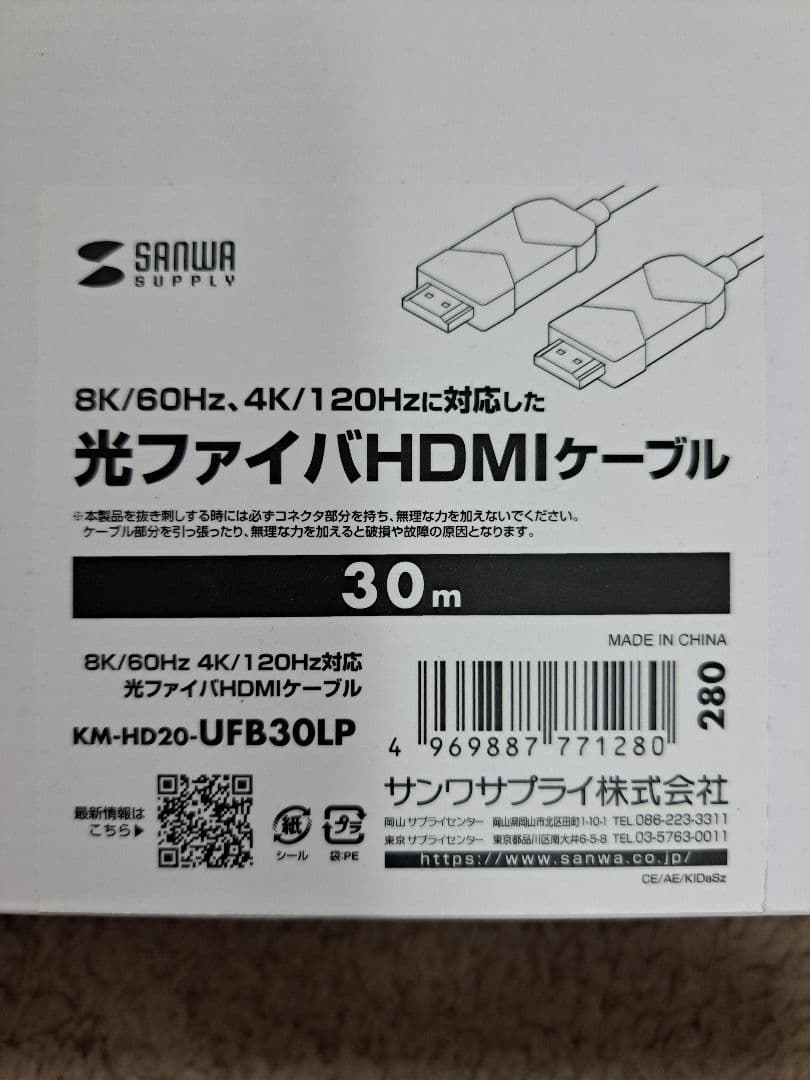 SANWA
SUPPLY
8K/60Hz、4K/120Hzに対応した
光ファイバHDMIケーブル
※本製品を抜き刺しする時には必ずコネクタ部分を持ち、無理な力を加えないでください。
ケーブル部分を引っ張ったり、無理な力を加えると破損や故障の原因となります。
30m
MADE IN CHINA
8K/60Hz 4K/120Hz対応
光ファイバHDMIケーブル
KM-HD20-UFB30LP
4 969887 771280
280
最新情報は
こちら▶
紙
シール
プラ
袋:PE
サンワサプライ株式会社
岡山サプライセンター 岡山県岡山市北区田町1-10-1 TEL.086-223-3311
東京サプライセンター 東京都品川区南大井6-5-8 TEL.03-5763-0011
https://www.sanwa.co.jp/
CE/AE/KIDaSz